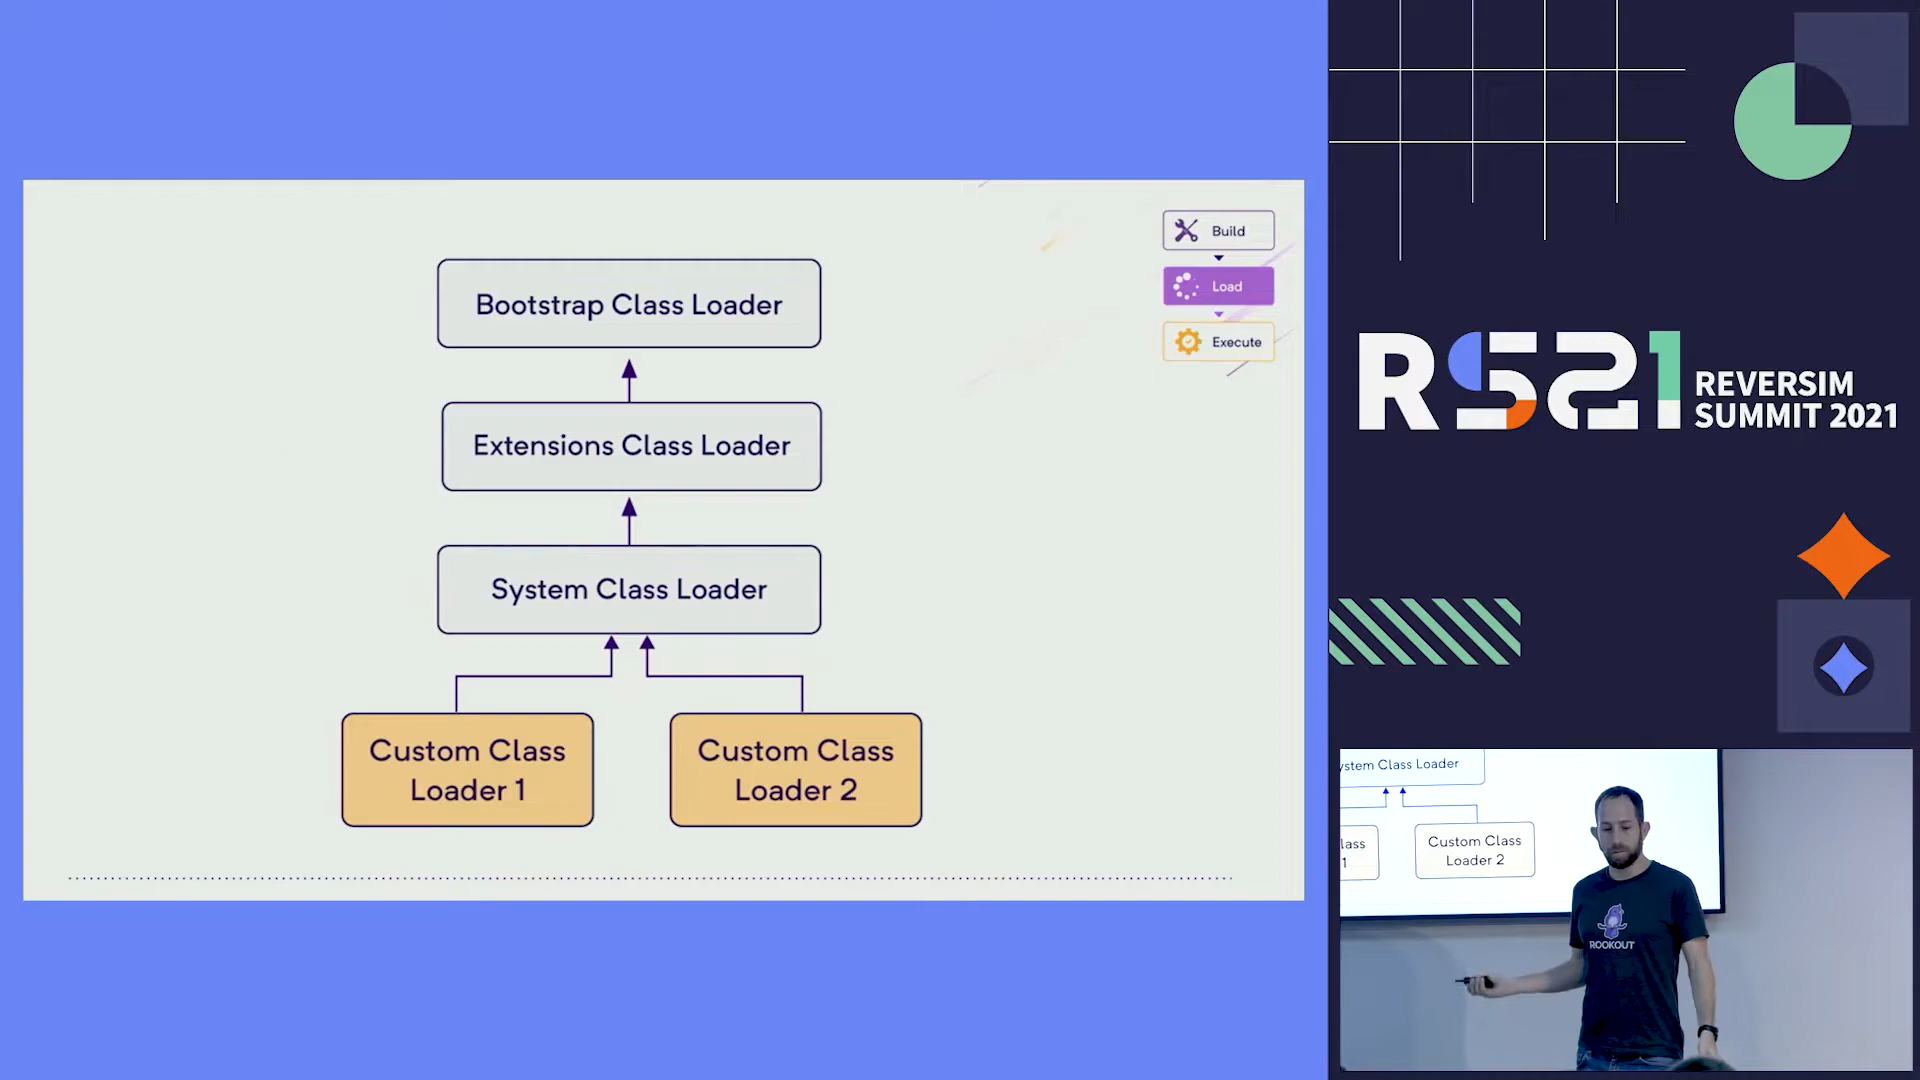 Bootstrap Class Loader
Extensions Class Loader
System Class Loader
Custom Class
Loader 1
Custom Class
Loader 2
Build
Load
Execute
RS21
REVERSIM
SUMMIT 2021
ystem Class Loader
lass
1
Custom Class
Loader 2
ROOKOUT